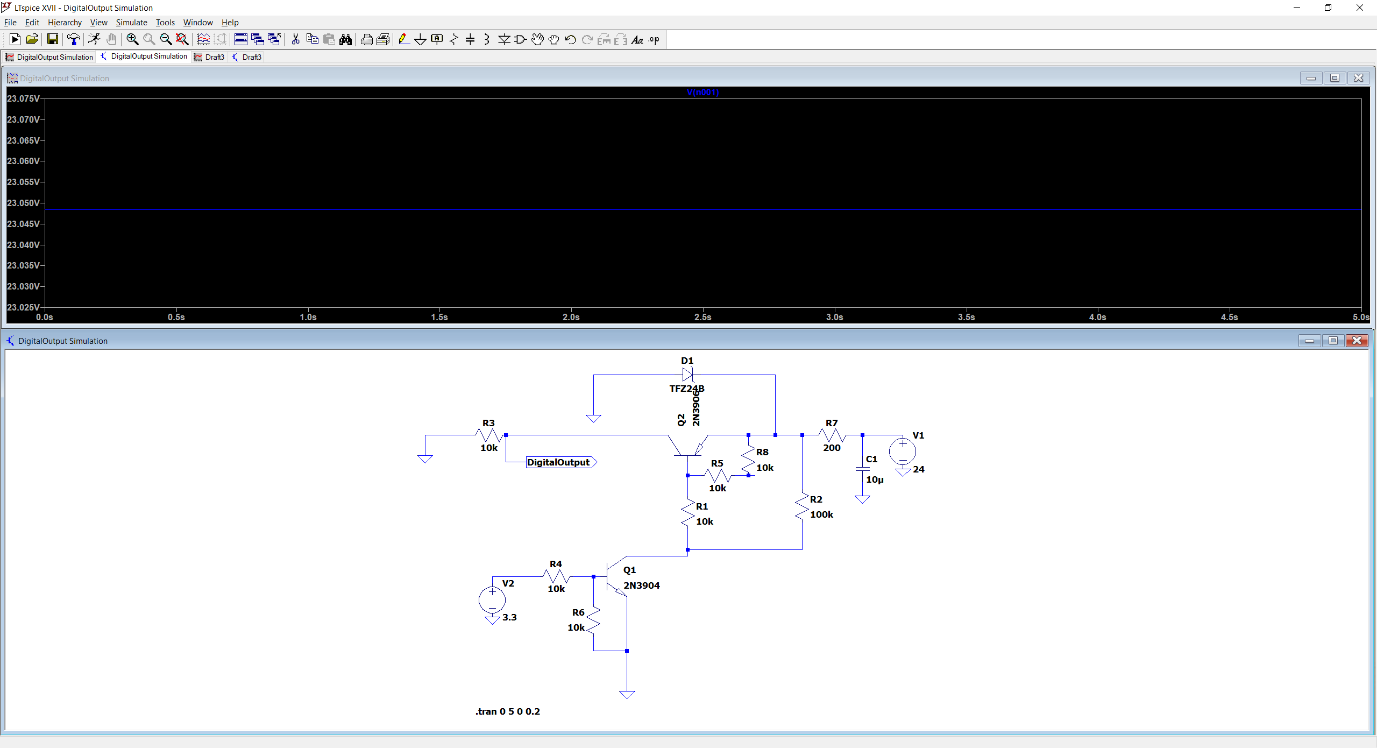 LTspice XVII - DigitalOutput Simulation
File Edit Hierarchy View Simulate Tools Window Help
DigitalOutput Simulation DigitalOutput Simulation Draft3 Draft3
DigitalOutput Simulation
V(n001)
23.075V
23.070V
23.065V
23.060V
23.055V
23.050V
23.045V
23.040V
23.035V
23.030V
23.025V
0.0s 0.5s 1.0s 1.5s 2.0s 2.5s 3.0s 3.5s 4.0s 4.5s 5.0s
DigitalOutput Simulation
D1
TFZ24B
Q2
2N3906
R3
10k
DigitalOutput
R5
10k
R8
10k
R7
200
V1
24
C1
10µ
R1
10k
R2
100k
R4
10k
V2
3.3
Q1
2N3904
R6
10k
.tran 0 5 0 0.2